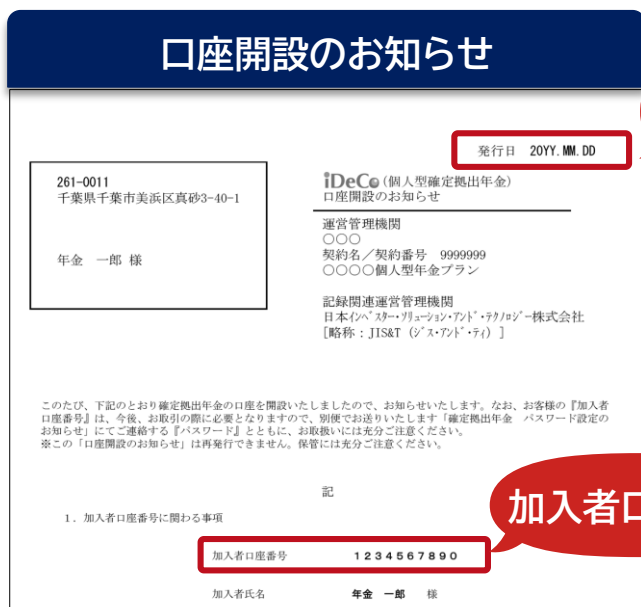 口座開設のお知らせ
発行日 20YY.MM.DD
261-0011
千葉県千葉市美浜区真砂3-40-1
年金 一郎 様
iDeCo(個人型確定拠出年金)
口座開設のお知らせ
運営管理機関
○○○
契約名／契約番号 9999999
○○○○個人型年金プラン
記録関連運営管理機関
日本インベスター・ソリューション・アンド・テクノロジー株式会社
[略称：JIS&T（ジス・アンド・ティ）]
このたび、下記のとおり確定拠出年金の口座を開設いたしましたので、お知らせいたします。なお、お客様の『加入者
口座番号』は、今後、お取引の際に必要となりますので、別便でお送りいたします「確定拠出年金 パスワード設定の
お知らせ」にてご連絡する『パスワード』とともに、お取扱いには充分ご注意ください。
※この「口座開設のお知らせ」は再発行できません。保管には充分ご注意ください。
記
1．加入者口座番号に関わる事項
加入者口
加入者口座番号 1234567890
加入者氏名 年金 一郎 様